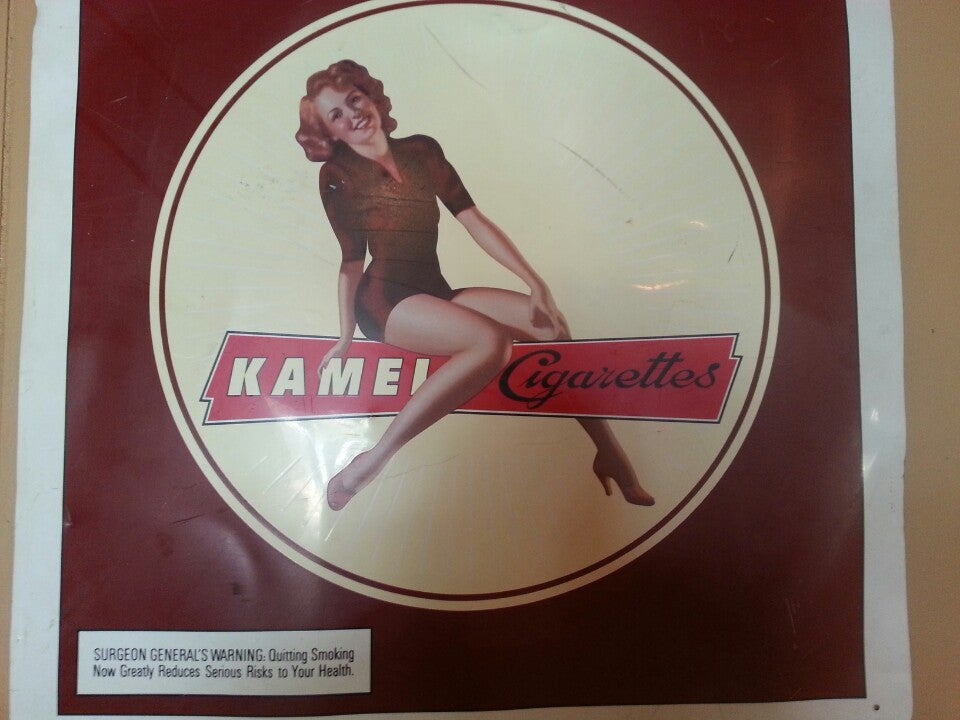 KAMEL Cigarettes
SURGEON GENERAL'S WARNING: Quitting Smoking
Now Greatly Reduces Serious Risks to Your Health.